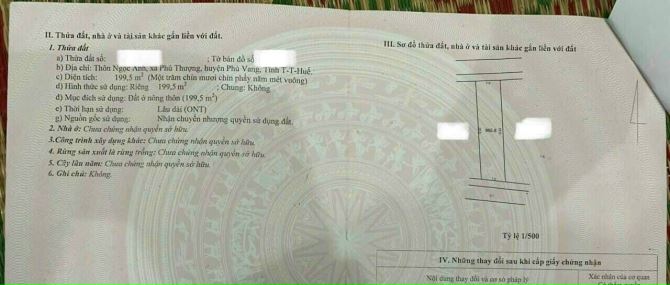 II. Thửa đất, nhà ở và tài sản khác gắn liền với đất.
1. Thửa đất
a) Thửa đất số: ; Tờ bản đồ số
b) Địa chỉ: Thôn Ngọc Anh, xã Phú Thượng, huyện Phú Vang, Tỉnh T-T-Huế.
c) Diện tích: 199,5 m² (Một trăm chín mươi chín phẩy năm mét vuông)
d) Hình thức sử dụng: Riêng 199,5 m² ; Chung: Không
đ) Mục đích sử dụng: Đất ở nông thôn (199,5 m²)
e) Thời hạn sử dụng: Lâu dài (ONT)
g) Nguồn gốc sử dụng: Nhận chuyển nhượng quyền sử dụng đất.
2. Nhà ở: Chưa chứng nhận quyền sở hữu.
3.Công trình xây dựng khác: Chưa chứng nhận quyền sở hữu.
4. Rừng sản xuất là rừng trồng: Chưa chứng nhận quyền sở hữu.
5. Cây lâu năm: Chưa chứng nhận quyền sở hữu.
6. Ghi chú: Không.
III. Sơ đồ thửa đất, nhà ở và tài sản khác gắn liền với đất
Tỷ lệ 1/500
IV. Những thay đổi sau khi cấp giấy chứng nhận
Nội dung thay đổi và cơ sở pháp lý
Xác nhận của cơ quan